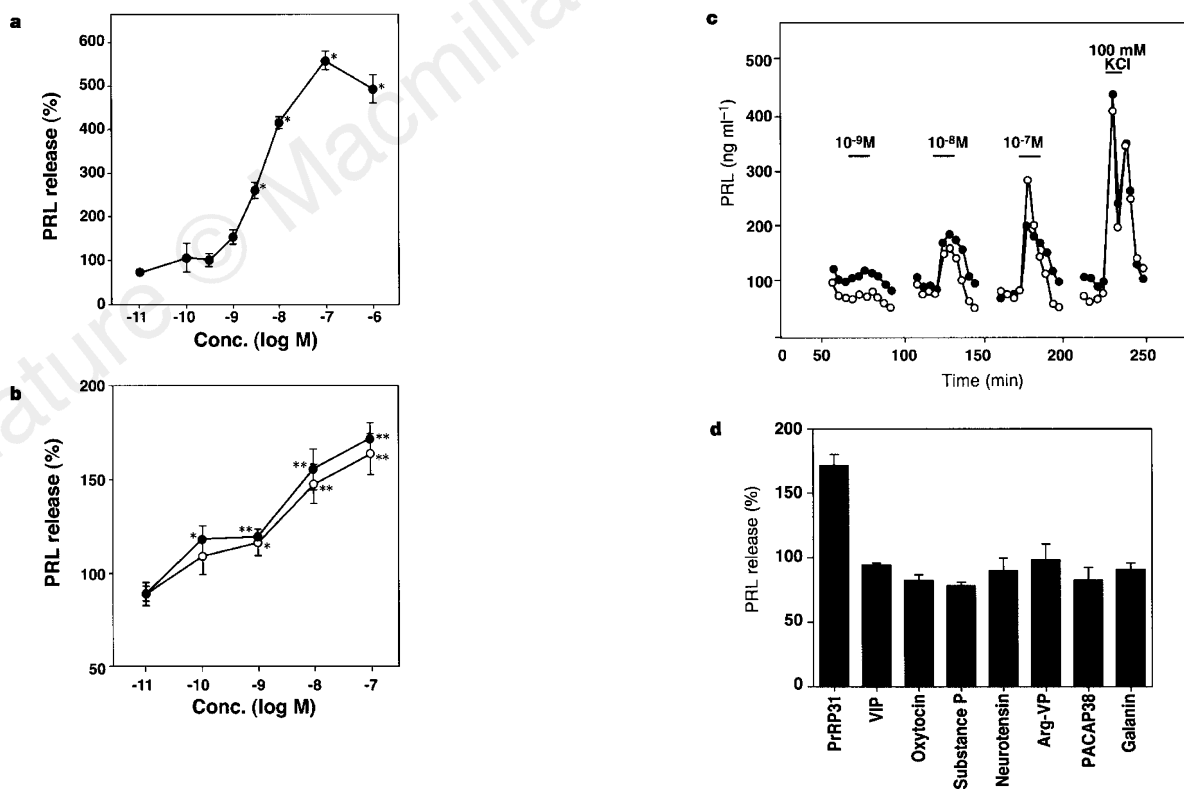 nature © Macmillan
a
600
500
400
300
200
100
0
PRL release (%)
*
*
*
*
-11 -10 -9 -8 -7 -6
Conc. (log M)
b
200
150
100
50
PRL release (%)
* ** ** **
* ** **
-11 -10 -9 -8 -7
Conc. (log M)
c
500
400
300
200
100
0
PRL (ng ml⁻¹)
10⁻⁹M 10⁻⁸M 10⁻⁷M
100 mM
KCl
0 50 100 150 200 250
Time (min)
d
200
150
100
50
0
PRL release (%)
PrRP31
VIP
Oxytocin
Substance P
Neurotensin
Arg-VP
PACAP38
Galanin